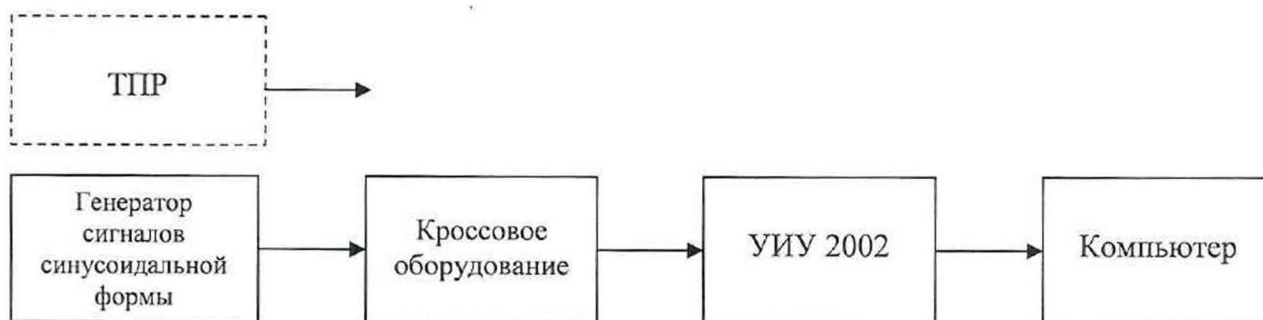 ТПР
Генератор
сигналов
синусоидальной
формы
Кроссовое
оборудование
УИУ 2002
Компьютер